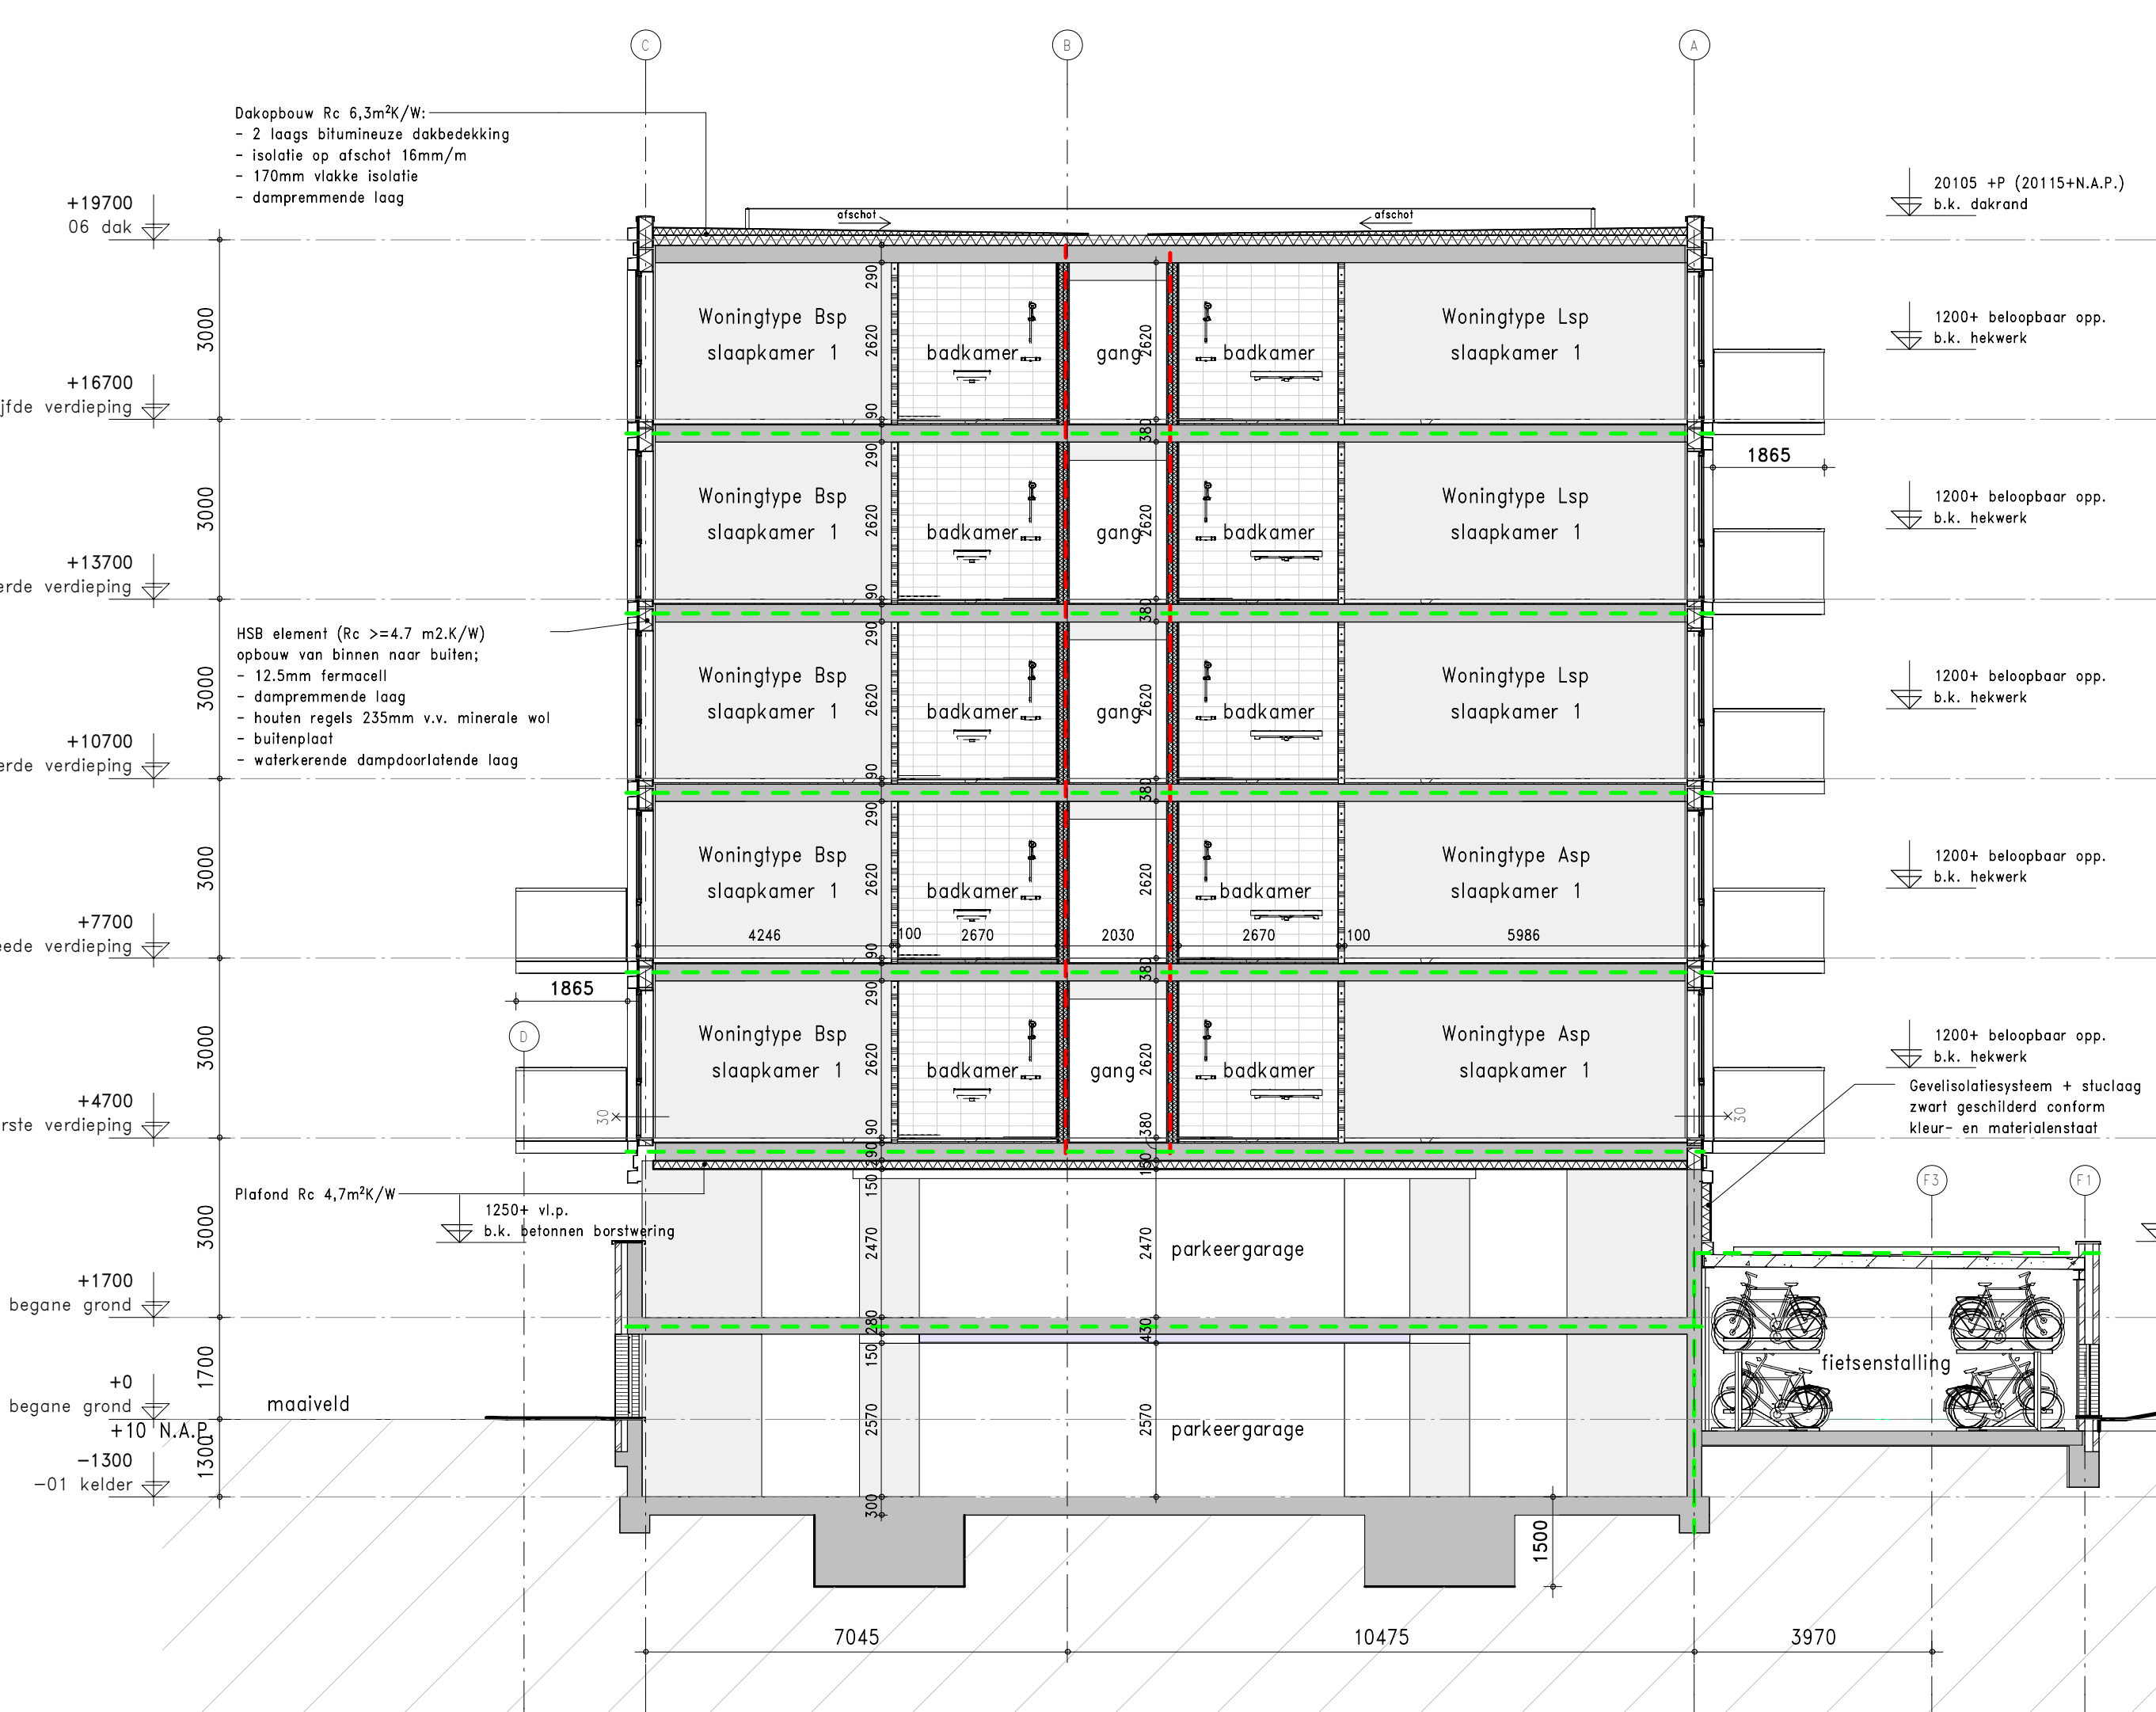 C
B
A
Dakopbouw Rc 6,3m²K/W:
- 2 laags bitumineuze dakbedekking
- isolatie op afschot 16mm/m
- 170mm vlakke isolatie
- dampremmende laag
+19700
06 dak
afschot
afschot
20105 +P (20115+N.A.P.)
b.k. dakrand
3000
290
2620
90
Woningtype Bsp
slaapkamer 1
badkamer
gang
2620
380
badkamer
Woningtype Lsp
slaapkamer 1
1200+ beloopbaar opp.
b.k. hekwerk
+16700
jfde verdieping
1865
3000
290
2620
90
Woningtype Bsp
slaapkamer 1
badkamer
gang
2620
380
badkamer
Woningtype Lsp
slaapkamer 1
1200+ beloopbaar opp.
b.k. hekwerk
+13700
erde verdieping
HSB element (Rc >=4.7 m2.K/W)
opbouw van binnen naar buiten;
- 12.5mm fermacell
- dampremmende laag
- houten regels 235mm v.v. minerale wol
- buitenplaat
- waterkerende dampdoorlatende laag
3000
290
2620
90
Woningtype Bsp
slaapkamer 1
badkamer
gang
2620
380
badkamer
Woningtype Lsp
slaapkamer 1
1200+ beloopbaar opp.
b.k. hekwerk
+10700
erde verdieping
3000
290
2620
90
Woningtype Bsp
slaapkamer 1
badkamer
2620
380
badkamer
Woningtype Asp
slaapkamer 1
1200+ beloopbaar opp.
b.k. hekwerk
4246
100
2670
2030
2670
100
5986
+7700
ede verdieping
1865
D
3000
290
2620
90
Woningtype Bsp
slaapkamer 1
badkamer
gang
2620
380
badkamer
Woningtype Asp
slaapkamer 1
1200+ beloopbaar opp.
b.k. hekwerk
Gevelisolatiesysteem + stuclaag
zwart geschilderd conform
kleur- en materialenstaat
30
30
+4700
rste verdieping
290
150
150
Plafond Rc 4,7m²K/W
1250+ vl.p.
b.k. betonnen borstwering
F3
F1
3000
2470
2470
parkeergarage
+1700
begane grond
280
430
150
1700
fietsenstalling
+0
begane grond
+10 N.A.P.
maaiveld
2570
2570
parkeergarage
1300
-1300
-01 kelder
300
1500
7045
10475
3970